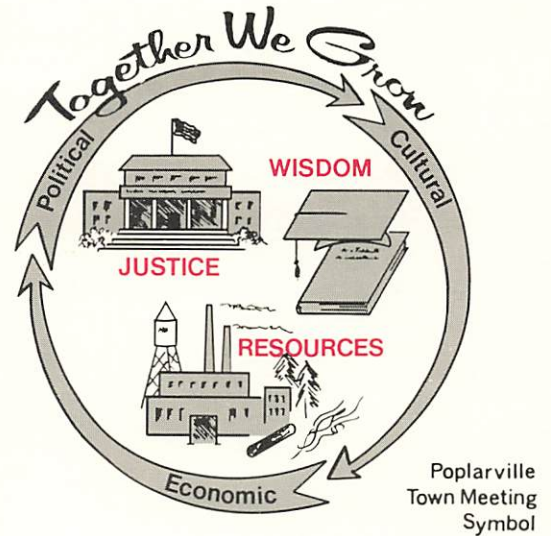 Together We Grow
Political
Cultural
WISDOM
JUSTICE
RESOURCES
Economic
Poplarville
Town Meeting
Symbol